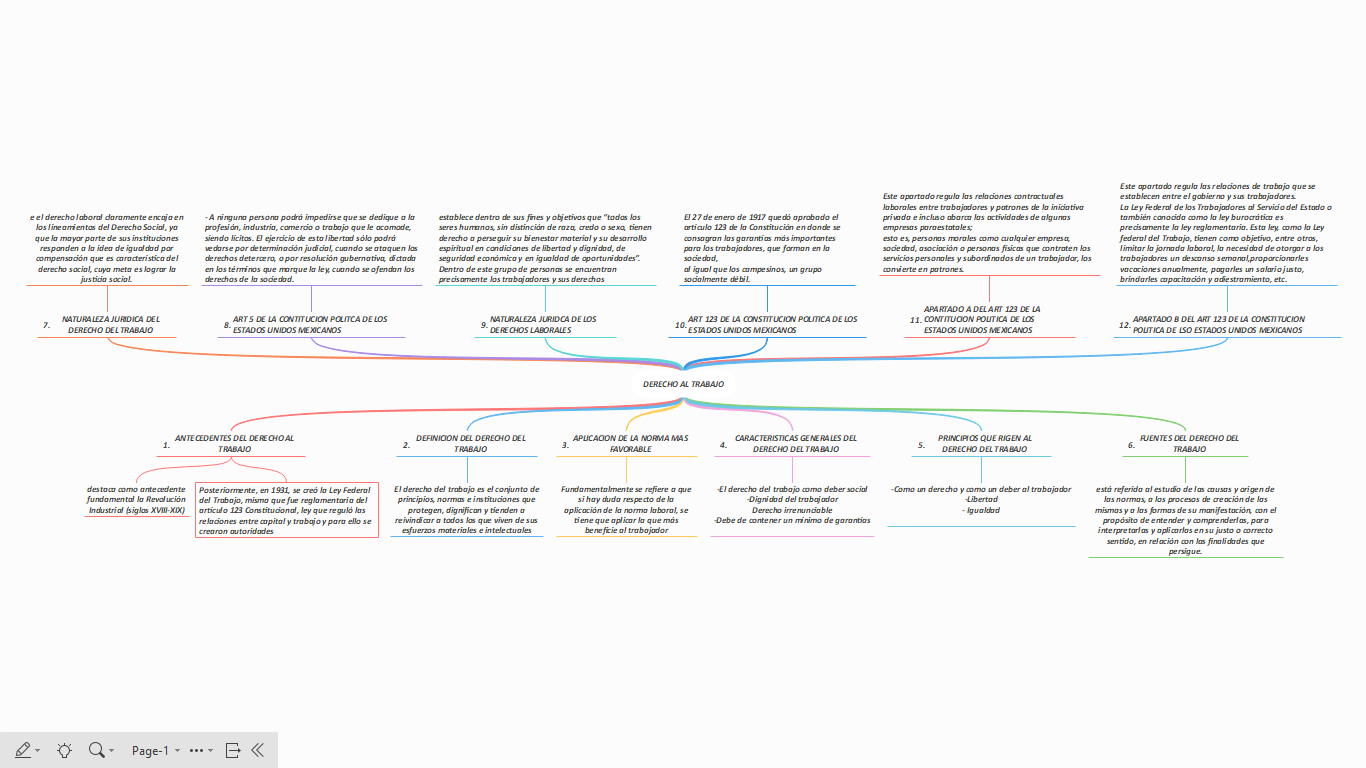 e el derecho laboral claramente encaja en
los lineamientos del Derecho Social, ya
que la mayor parte de sus instituciones
responden a la idea de igualdad por
compensación que es característica del
derecho social, cuya meta es lograr la
justicia social.
7. NATURALEZA JURIDICA DEL
DERECHO DEL TRABAJO
- A ninguna persona podrá impedirse que se dedique a la
profesión, industria, comercio o trabajo que le acomode,
siendo lícitos. El ejercicio de esta libertad sólo podrá
vedarse por determinación judicial, cuando se ataquen los
derechos detercero, o por resolución gubernativa, dictada
en los términos que marque la ley, cuando se ofendan los
derechos de la sociedad.
8. ART 5 DE LA CONTITUCION POLITCA DE LOS
ESTADOS UNIDOS MEXICANOS
establece dentro de sus fines y objetivos que “todos los
seres humanos, sin distinción de raza, credo o sexo, tienen
derecho a perseguir su bienestar material y su desarrollo
espiritual en condiciones de libertad y dignidad, de
seguridad económica y en igualdad de oportunidades”.
Dentro de este grupo de personas se encuentran
precisamente los trabajadores y sus derechos
9. NATURALEZA JURIDCA DE LOS
DERECHOS LABORALES
El 27 de enero de 1917 quedó aprobado el
artículo 123 de la Constitución en donde se
consagran las garantías más importantes
para los trabajadores, que forman en la
sociedad,
al igual que los campesinos, un grupo
socialmente débil.
10. ART 123 DE LA CONSTITUCION POLITICA DE LOS
ESTADOS UNIDOS MEXICANOS
Este apartado regula las relaciones contractuales
laborales entre trabajadores y patrones de la iniciativa
privada e incluso abarca las actividades de algunas
empresas paraestatales;
esto es, personas morales como cualquier empresa,
sociedad, asociación o personas físicas que contraten los
servicios personales y subordinados de un trabajador, los
convierte en patrones.
11. APARTADO A DEL ART 123 DE LA
CONTITUCION POLITICA DE LOS
ESTADOS UNIDOS MEXICANOS
Este apartado regula las relaciones de trabajo que se
establecen entre el gobierno y sus trabajadores.
La Ley Federal de los Trabajadores al Servicio del Estado o
también conocida como la ley burocrática es
precisamente la ley reglamentaria. Esta ley, como la Ley
federal del Trabajo, tienen como objetivo, entre otros,
limitar la jornada laboral, la necesidad de otorgar a los
trabajadores un descanso semanal,proporcionarles
vacaciones anualmente, pagarles un salario justo,
brindarles capacitación y adiestramiento, etc.
12. APARTADO B DEL ART 123 DE LA CONSTITUCION
POLITICA DE LSO ESTADOS UNIDOS MEXICANOS
DERECHO AL TRABAJO
1. ANTECEDENTES DEL DERECHO AL
TRABAJO
destaca como antecedente
fundamental la Revolución
Industrial (siglos XVIII-XIX)
Posteriormente, en 1931, se creó la Ley Federal
del Trabajo, misma que fue reglamentaria del
artículo 123 Constitucional, ley que reguló las
relaciones entre capital y trabajo y para ello se
crearon autoridades
2. DEFINICION DEL DERECHO DEL
TRABAJO
El derecho del trabajo es el conjunto de
principios, normas e instituciones que
protegen, dignifican y tienden a
reivindicar a todos los que viven de sus
esfuerzos materiales e intelectuales
3. APLICACION DE LA NORMA MAS
FAVORABLE
Fundamentalmente se refiere a que
si hay duda respecto de la
aplicación de la norma laboral, se
tiene que aplicar la que más
beneficie al trabajador
4. CARACTERISTICAS GENERALES DEL
DERECHO DEL TRABAJO
-El derecho del trabajo como deber social
-Dignidad del trabajador
Derecho irrenunciable
-Debe de contener un mínimo de garantías
5. PRINCIPIOS QUE RIGEN AL
DERECHO DEL TRABAJO
-Como un derecho y como un deber al trabajador
-Libertad
- Igualdad
6. FUENTES DEL DERECHO DEL
TRABAJO
está referida al estudio de las causas y origen de
las normas, a los procesos de creación de las
mismas y a las formas de su manifestación, con el
propósito de entender y comprenderlas, para
interpretarlas y aplicarlas en su justo o correcto
sentido, en relación con las finalidades que
persigue.
Page-1